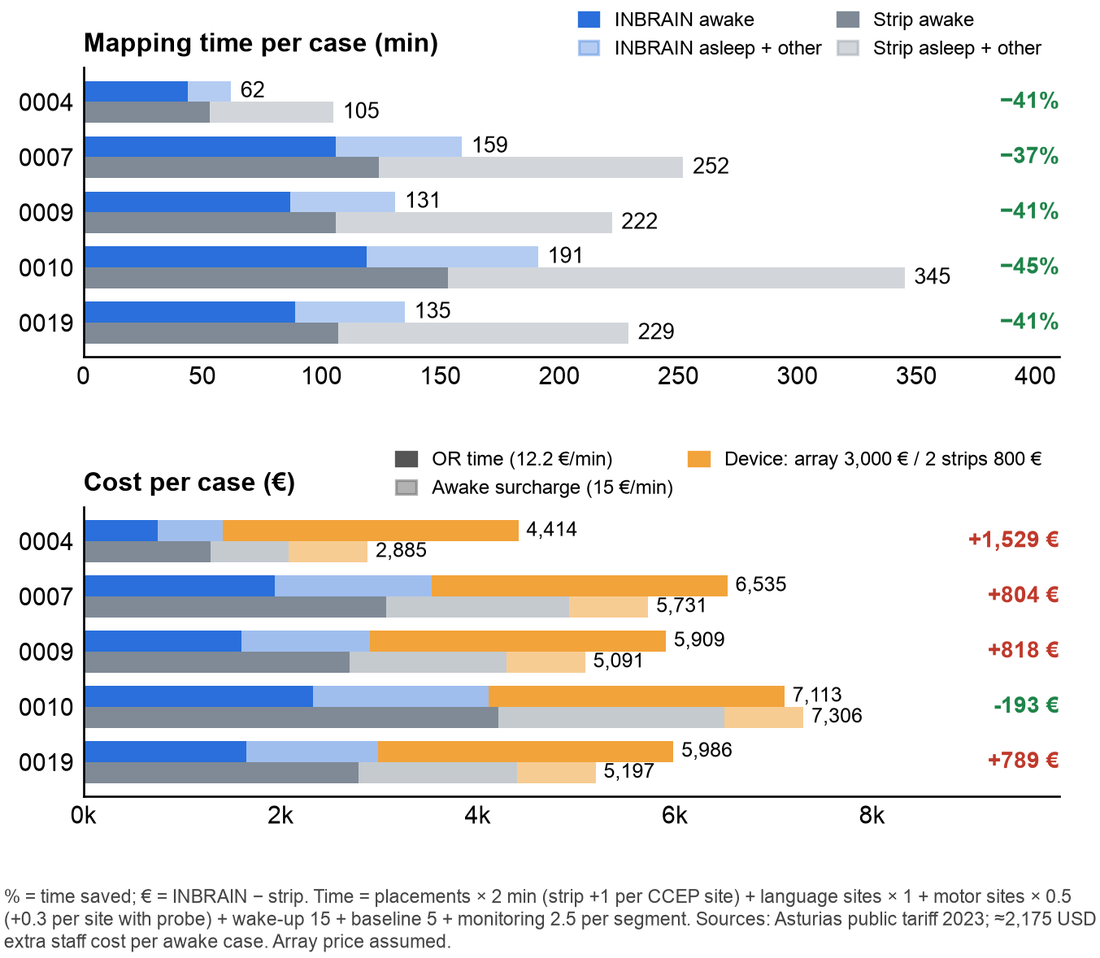 INBRAIN awake
Strip awake
Mapping time per case (min)
INBRAIN asleep + other
Strip asleep + other
0004
62
105
−41%
0007
159
252
−37%
0009
131
222
−41%
0010
191
345
−45%
0019
135
229
−41%
0 50 100 150 200 250 300 350 400
OR time (12.2 €/min)
Device: array 3,000 € / 2 strips 800 €
Cost per case (€)
Awake surcharge (15 €/min)
0004
4,414
2,885
+1,529 €
0007
6,535
5,731
+804 €
0009
5,909
5,091
+818 €
0010
7,113
7,306
-193 €
0019
5,986
5,197
+789 €
0k 2k 4k 6k 8k
% = time saved; € = INBRAIN − strip. Time = placements × 2 min (strip +1 per CCEP site) + language sites × 1 + motor sites × 0.5
(+0.3 per site with probe) + wake-up 15 + baseline 5 + monitoring 2.5 per segment. Sources: Asturias public tariff 2023; ≈2,175 USD
extra staff cost per awake case. Array price assumed.